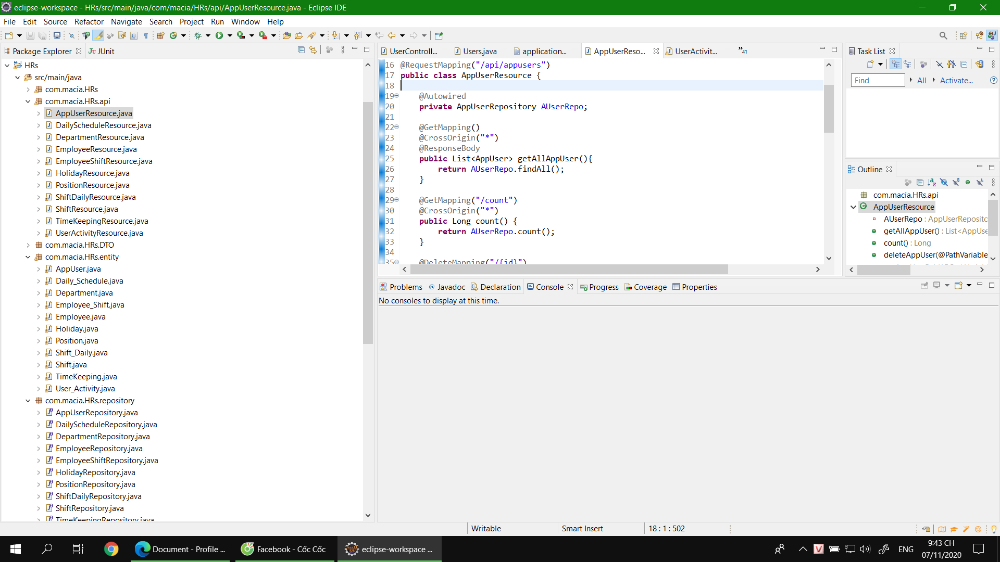 eclipse-workspace - HRs/src/main/java/com/macia/HRs/api/AppUserResource.java - Eclipse IDE
File Edit Source Refactor Navigate Search Project Run Window Help
Package Explorer
JUnit
HRs
src/main/java
com.macia.HRs
com.macia.HRs.api
AppUserResource.java
DailyScheduleResource.java
DepartmentResource.java
EmployeeResource.java
EmployeeShiftResource.java
HolidayResource.java
PositionResource.java
ShiftDailyResource.java
ShiftResource.java
TimeKeepingResource.java
UserActivityResource.java
com.macia.HRs.DTO
com.macia.HRs.entity
AppUser.java
Daily_Schedule.java
Department.java
Employee_Shift.java
Employee.java
Holiday.java
Position.java
Shift_Daily.java
Shift.java
TimeKeeping.java
User_Activity.java
com.macia.HRs.repository
AppUserRepository.java
DailyScheduleRepository.java
DepartmentRepository.java
EmployeeRepository.java
EmployeeShiftRepository.java
HolidayRepository.java
PositionRepository.java
ShiftDailyRepository.java
ShiftRepository.java
TimeKeepingRepository.java
UserControll... Users.java application... AppUserReso... UserActivit... »41
16 @RequestMapping("/api/appusers")
17 public class AppUserResource {
18
19 @Autowired
20 private AppUserRepository AUserRepo;
21
22 @GetMapping()
23 @CrossOrigin("*")
24 @ResponseBody
25 public List<AppUser> getAllAppUser(){
26 return AUserRepo.findAll();
27 }
28
29 @GetMapping("/count")
30 @CrossOrigin("*")
31 public Long count() {
32 return AUserRepo.count();
33 }
34
35 @DeleteMapping("/{id}")
Problems Javadoc Declaration Console Progress Coverage Properties
No consoles to display at this time.
Task List
Find All Activate...
Outline
com.macia.HRs.api
AppUserResource
AUserRepo : AppUserReposito
getAllAppUser() : List<AppUse
count() : Long
deleteAppUser(@PathVariable
Writable Smart Insert 18 : 1 : 502
Document - Profile ... Facebook - Cốc Cốc eclipse-workspace ...
ENG
9:43 CH
07/11/2020